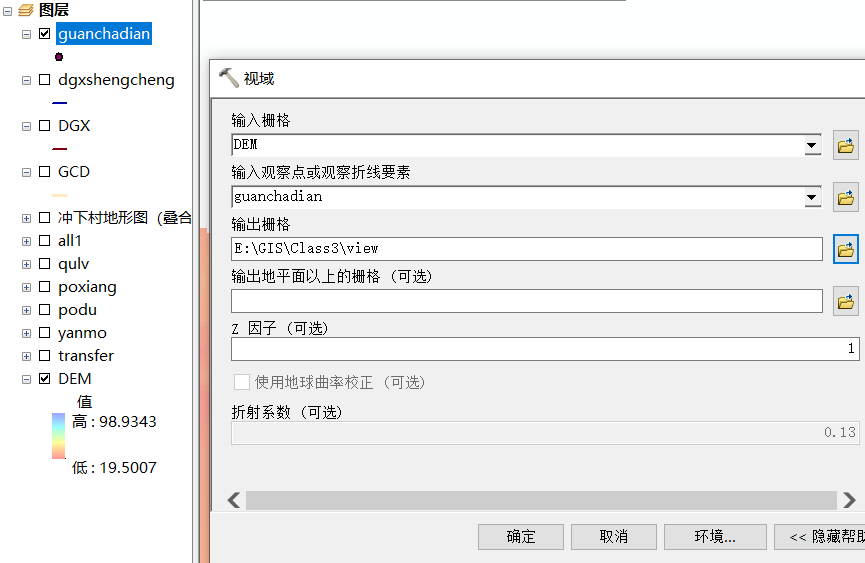 图层
guanchadian
dgxshengcheng
DGX
GCD
冲下村地形图（叠合
all1
qulv
poxiang
podu
yanmo
transfer
DEM
值
高 : 98.9343
低 : 19.5007
视域
输入栅格
DEM
输入观察点或观察折线要素
guanchadian
输出栅格
E:\GIS\Class3\view
输出地平面以上的栅格 (可选)
Z 因子 (可选)
1
使用地球曲率校正 (可选)
折射系数 (可选)
0.13
确定
取消
环境...
<< 隐藏帮助